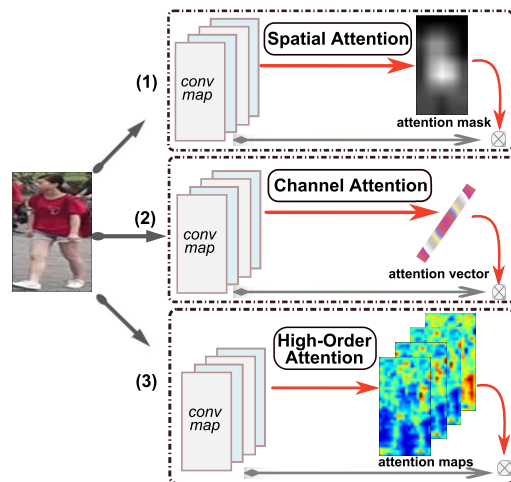 Spatial Attention
(1)
conv
map
attention mask
Channel Attention
(2)
conv
map
attention vector
High-Order
Attention
(3)
conv
map
attention maps